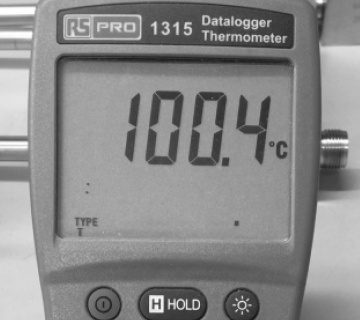 RS PRO 1315 Datalogger
Thermometer
100.4 °C
TYPE
T
H HOLD